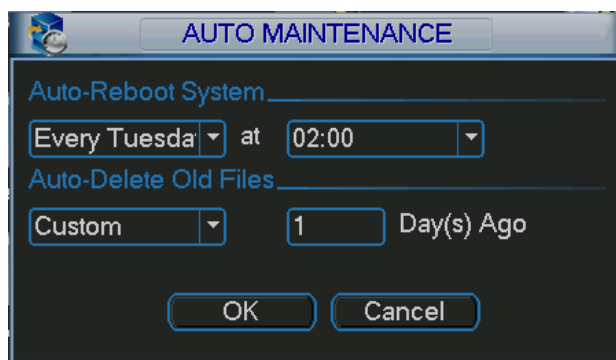 AUTO MAINTENANCE
Auto-Reboot System
Every Tuesda at 02:00
Auto-Delete Old Files
Custom 1 Day(s) Ago
OK Cancel